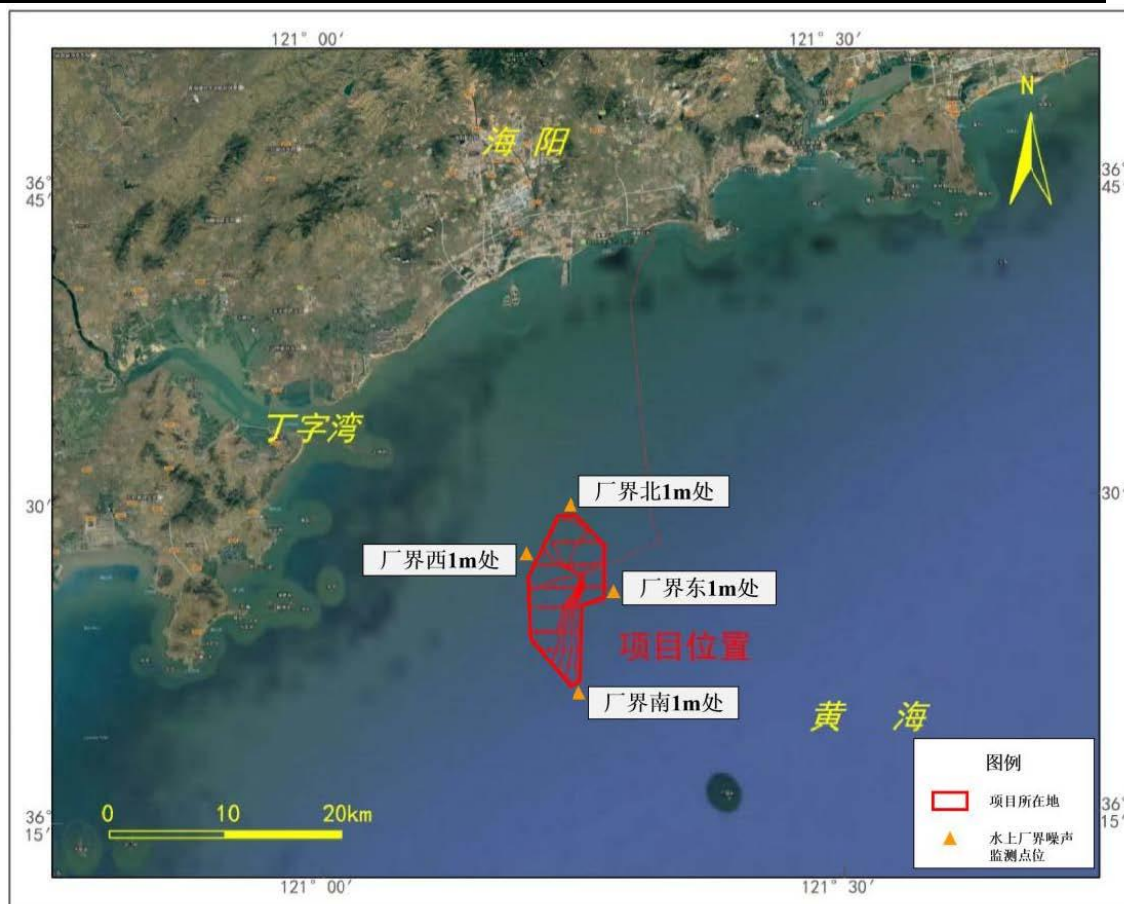 121° 00′
121° 30′
N
海 阳
36°
45′
36°
45′
丁字湾
30′
30′
厂界北1m处
厂界西1m处
厂界东1m处
项目位置
厂界南1m处
黄 海
图例
项目所在地
水上厂界噪声
监测点位
0 10 20km
36°
15′
36°
15′
121° 00′
121° 30′